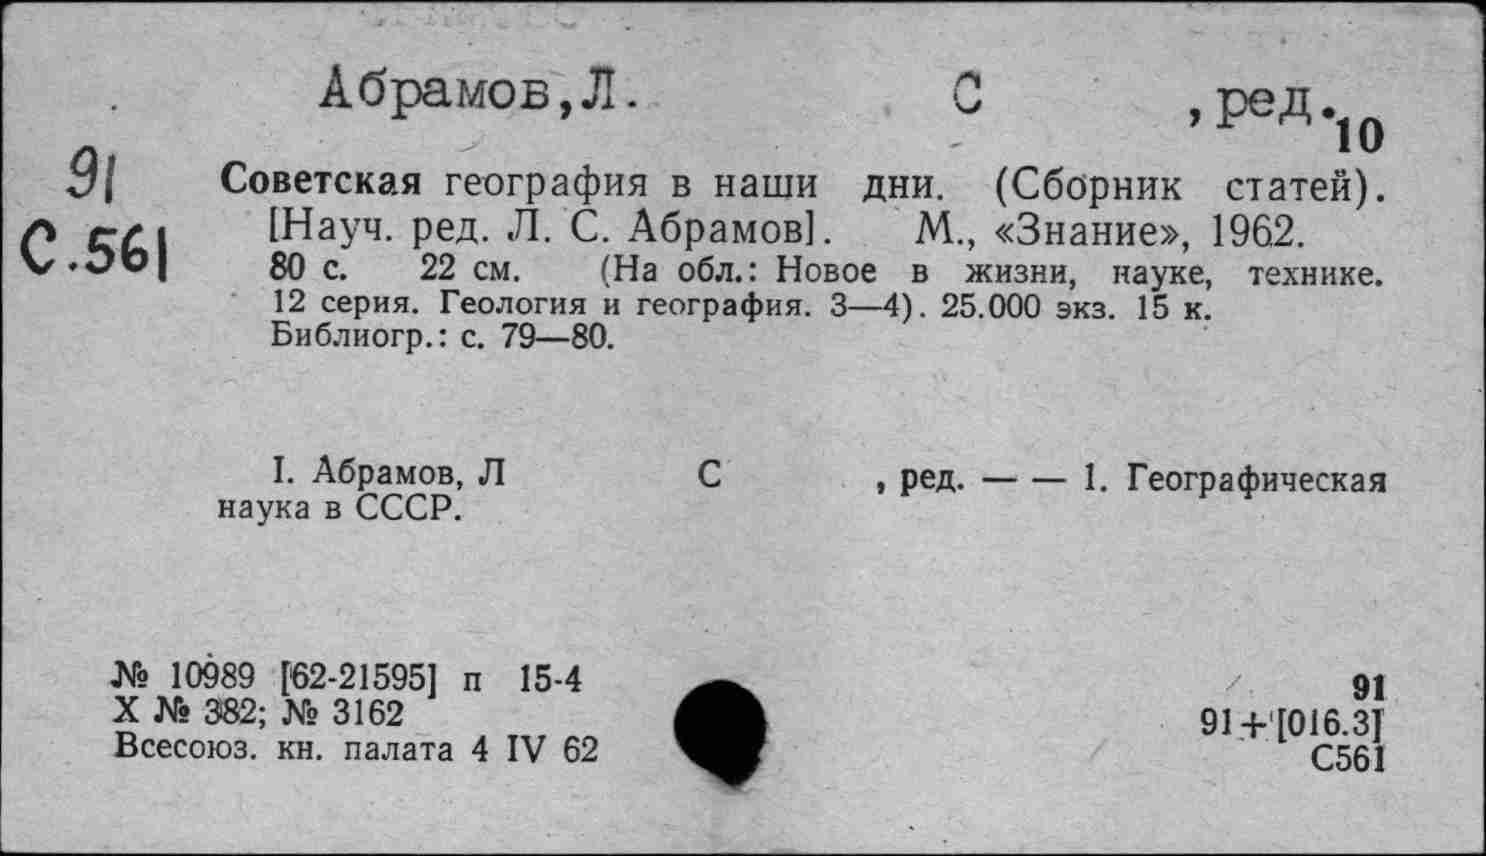 Абрамов,Л. С ,ред.
10
91
С.561
Советская география в наши дни. (Сборник статей).
[Науч. ред. Л. С. Абрамов]. М., «Знание», 1962.
80 с. 22 см. (На обл.: Новое в жизни, науке, технике.
12 серия. Геология и география. 3—4). 25.000 экз. 15 к.
Библиогр.: с. 79—80.
I. Абрамов, Л С , ред. — — 1. Географическая
наука в СССР.
№ 10989 [62-21595] п 15-4
X № 382; № 3162
Всесоюз. кн. палата 4 IV 62
91
91+[016.3]
С561